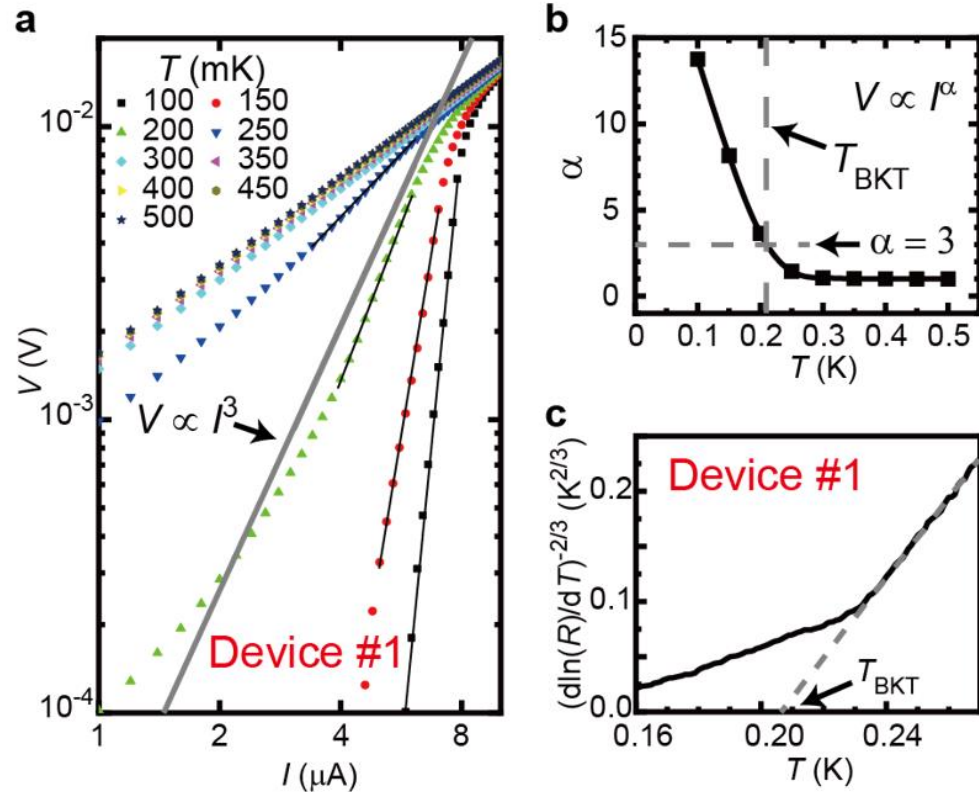 a
T (mK)
100 150
200 250
300 350
400 450
500
V ∝ I³
Device #1
10⁻²
10⁻³
10⁻⁴
V (V)
1 2 4 8
I (μA)
b
15
10
5
0
α
V ∝ I^α
T_BKT
α = 3
0 0.1 0.2 0.3 0.4 0.5
T (K)
c
Device #1
0.2
0.1
0.0
(dln(R)/dT)⁻²/³ (K²/³)
T_BKT
0.16 0.20 0.24
T (K)